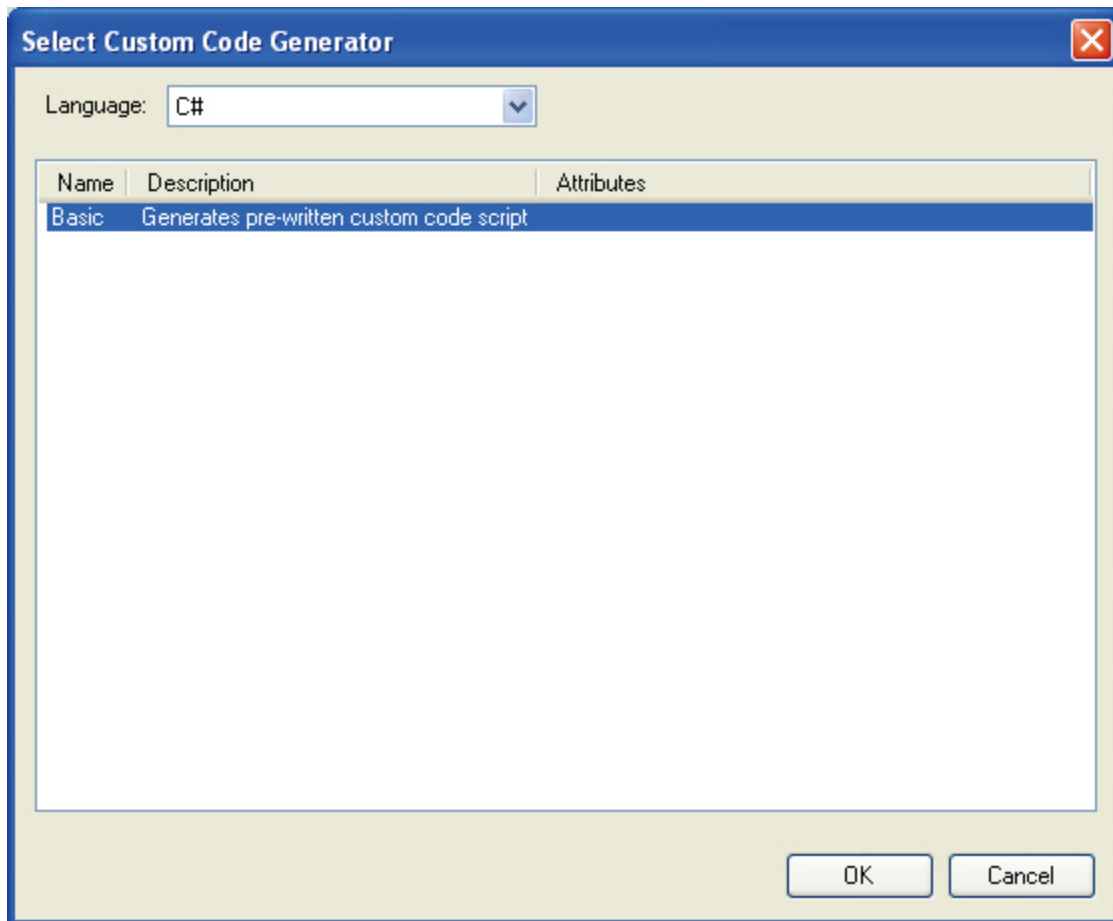 Select Custom Code Generator
Language: C#
Name Description Attributes
Basic Generates pre-written custom code script
OK Cancel